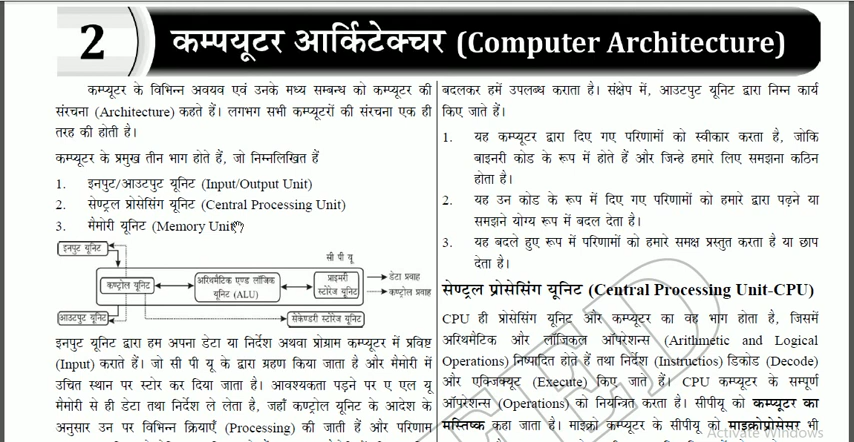 2
कम्पयूटर आर्किटेक्चर (Computer Architecture)
कम्प्यूटर के विभिन्न अवयव एवं उनके मध्य सम्बन्ध को कम्प्यूटर की
संरचना (Architecture) कहते हैं। लगभग सभी कम्प्यूटरों की संरचना एक ही
तरह की होती है।
कम्प्यूटर के प्रमुख तीन भाग होते हैं, जो निम्नलिखित हैं
1. इनपुट/आउटपुट यूनिट (Input/Output Unit)
2. सेण्ट्रल प्रोसेसिंग यूनिट (Central Processing Unit)
3. मैमोरी यूनिट (Memory Unit)
इनपुट यूनिट
सी पी यू
कण्ट्रोल यूनिट
अरिथमैटिक एण्ड लॉजिक
यूनिट (ALU)
प्राइमरी
स्टोरेज यूनिट
डेटा प्रवाह
कण्ट्रोल प्रवाह
आउटपुट यूनिट
सेकेण्डरी स्टोरेज यूनिट
इनपुट यूनिट द्वारा हम अपना डेटा या निर्देश अथवा प्रोग्राम कम्प्यूटर में प्रविष्ट
(Input) कराते हैं। जो सी पी यू के द्वारा ग्रहण किया जाता है और मैमोरी में
उचित स्थान पर स्टोर कर दिया जाता है। आवश्यकता पड़ने पर ए एल यू
मैमोरी से ही डेटा तथा निर्देश ले लेता है, जहाँ कण्ट्रोल यूनिट के आदेश के
अनुसार उन पर विभिन्न क्रियाएँ (Processing) की जाती हैं और परिणाम
बदलकर हमें उपलब्ध कराता है। संक्षेप में, आउटपुट यूनिट द्वारा निम्न कार्य
किए जाते हैं।
1. यह कम्प्यूटर द्वारा दिए गए परिणामों को स्वीकार करता है, जोकि
बाइनरी कोड के रूप में होते हैं और जिन्हे हमारे लिए समझना कठिन
होता है।
2. यह उन कोड के रूप में दिए गए परिणामों को हमारे द्वारा पढ़ने या
समझने योग्य रूप में बदल देता है।
3. यह बदले हुए रूप में परिणामों को हमारे समक्ष प्रस्तुत करता है या छाप
देता है।
सेण्ट्रल प्रोसेसिंग यूनिट (Central Processing Unit-CPU)
CPU ही प्रोसेसिंग यूनिट और कम्प्यूटर का वह भाग होता है, जिसमें
अरिथमैटिक और लॉजिकल ऑपरेशन्स (Arithmetic and Logical
Operations) निष्पादित होते हैं तथा निर्देश (Instructios) डिकोड (Decode)
और एक्जिक्यूट (Execute) किए जाते हैं। CPU कम्प्यूटर के सम्पूर्ण
ऑपरेशन्स (Operations) को नियन्त्रित करता है। सीपीयू को कम्प्यूटर का
मस्तिष्क कहा जाता है। माइक्रो कम्प्यूटर के सीपीयू को माइक्रोप्रोसेसर भी
Activate Windows